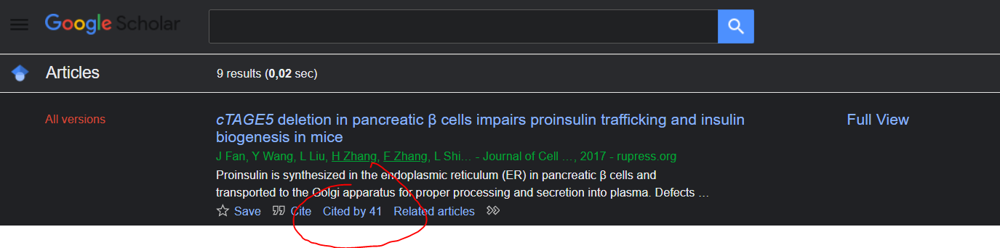 Google Scholar
Articles
9 results (0,02 sec)
All versions
cTAGE5 deletion in pancreatic β cells impairs proinsulin trafficking and insulin
biogenesis in mice
Full View
J Fan, Y Wang, L Liu, H Zhang, F Zhang, L Shi… - Journal of Cell …, 2017 - rupress.org
Proinsulin is synthesized in the endoplasmic reticulum (ER) in pancreatic β cells and
transported to the Golgi apparatus for proper processing and secretion into plasma. Defects …
Save Cite Cited by 41 Related articles